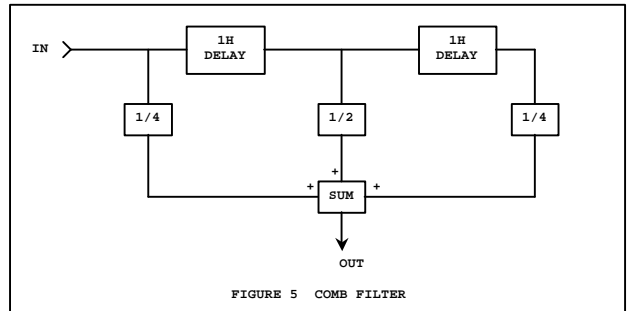 IN
1H
DELAY
1H
DELAY
1/4
1/2
1/4
+
+
SUM
+
OUT
FIGURE 5 COMB FILTER